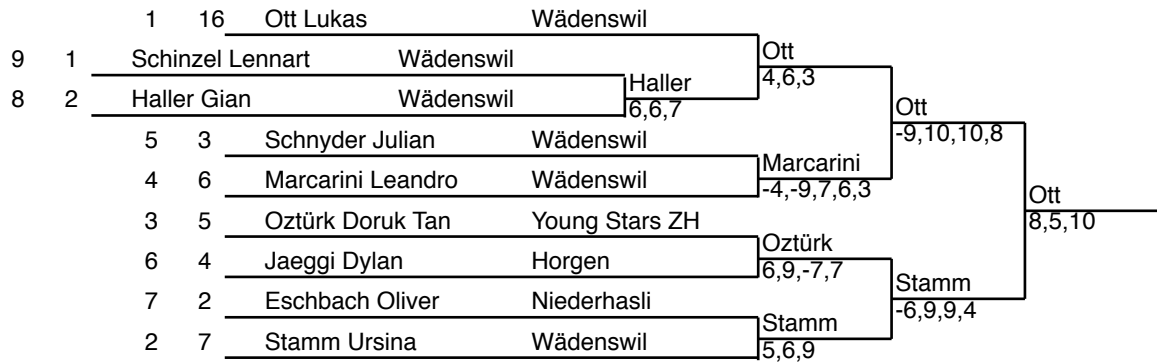 1 16 Ott Lukas Wädenswil
Ott
9 1 Schinzel Lennart Wädenswil
4,6,3
Haller
8 2 Haller Gian Wädenswil
6,6,7
Ott
-9,10,10,8
5 3 Schnyder Julian Wädenswil
Marcarini
4 6 Marcarini Leandro Wädenswil
-4,-9,7,6,3
Ott
8,5,10
3 5 Oztürk Doruk Tan Young Stars ZH
Oztürk
6 4 Jaeggi Dylan Horgen
6,9,-7,7
Stamm
-6,9,9,4
7 2 Eschbach Oliver Niederhasli
Stamm
2 7 Stamm Ursina Wädenswil
5,6,9